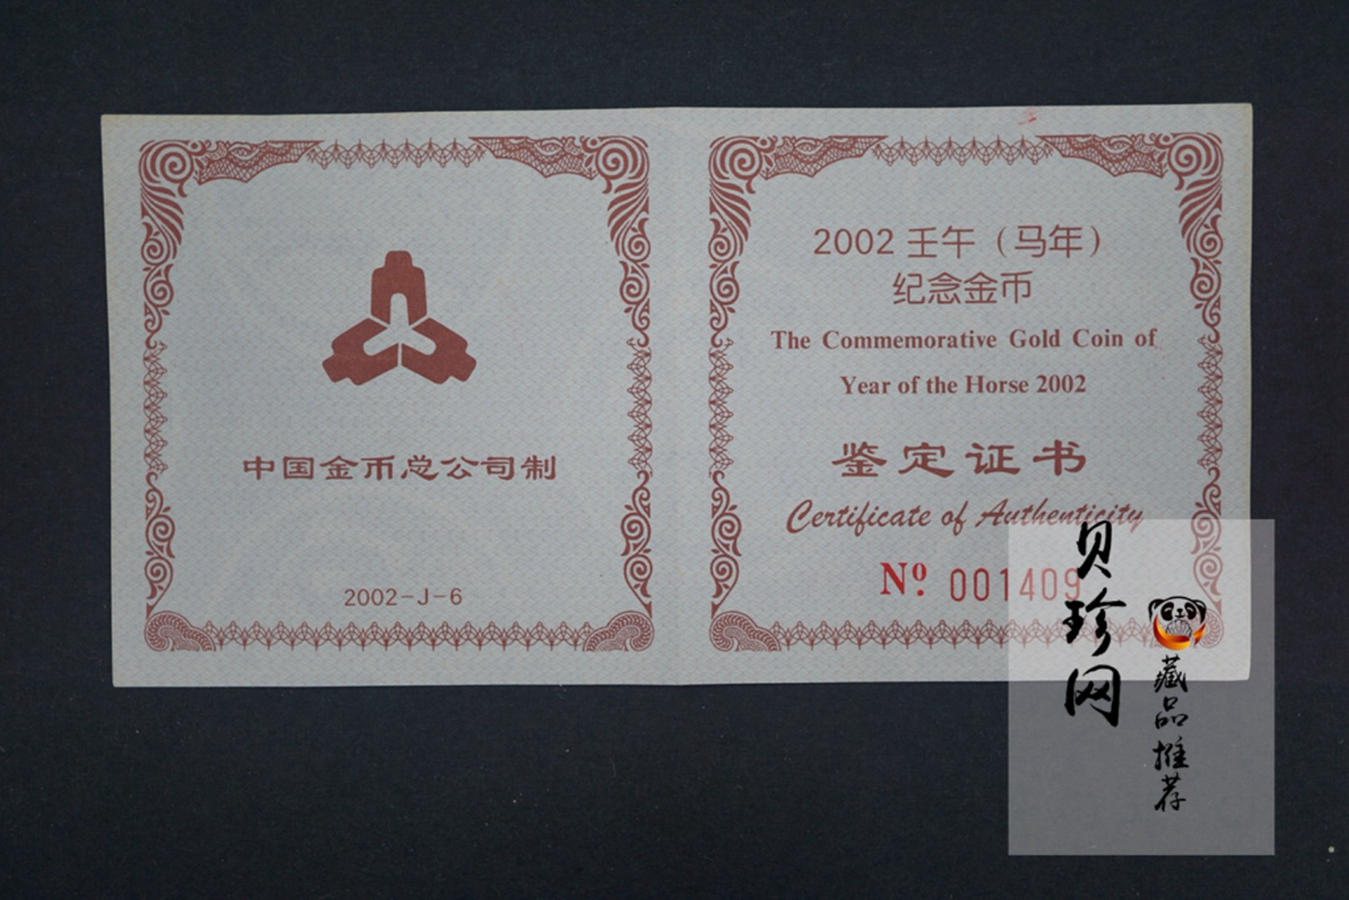 中国金币总公司制
2002-J-6
2002 壬午（马年）
纪念金币
The Commemorative Gold Coin of
Year of the Horse 2002
鉴定证书
Certificate of Authenticity
Nº. 001409
贝珍网
藏品推荐